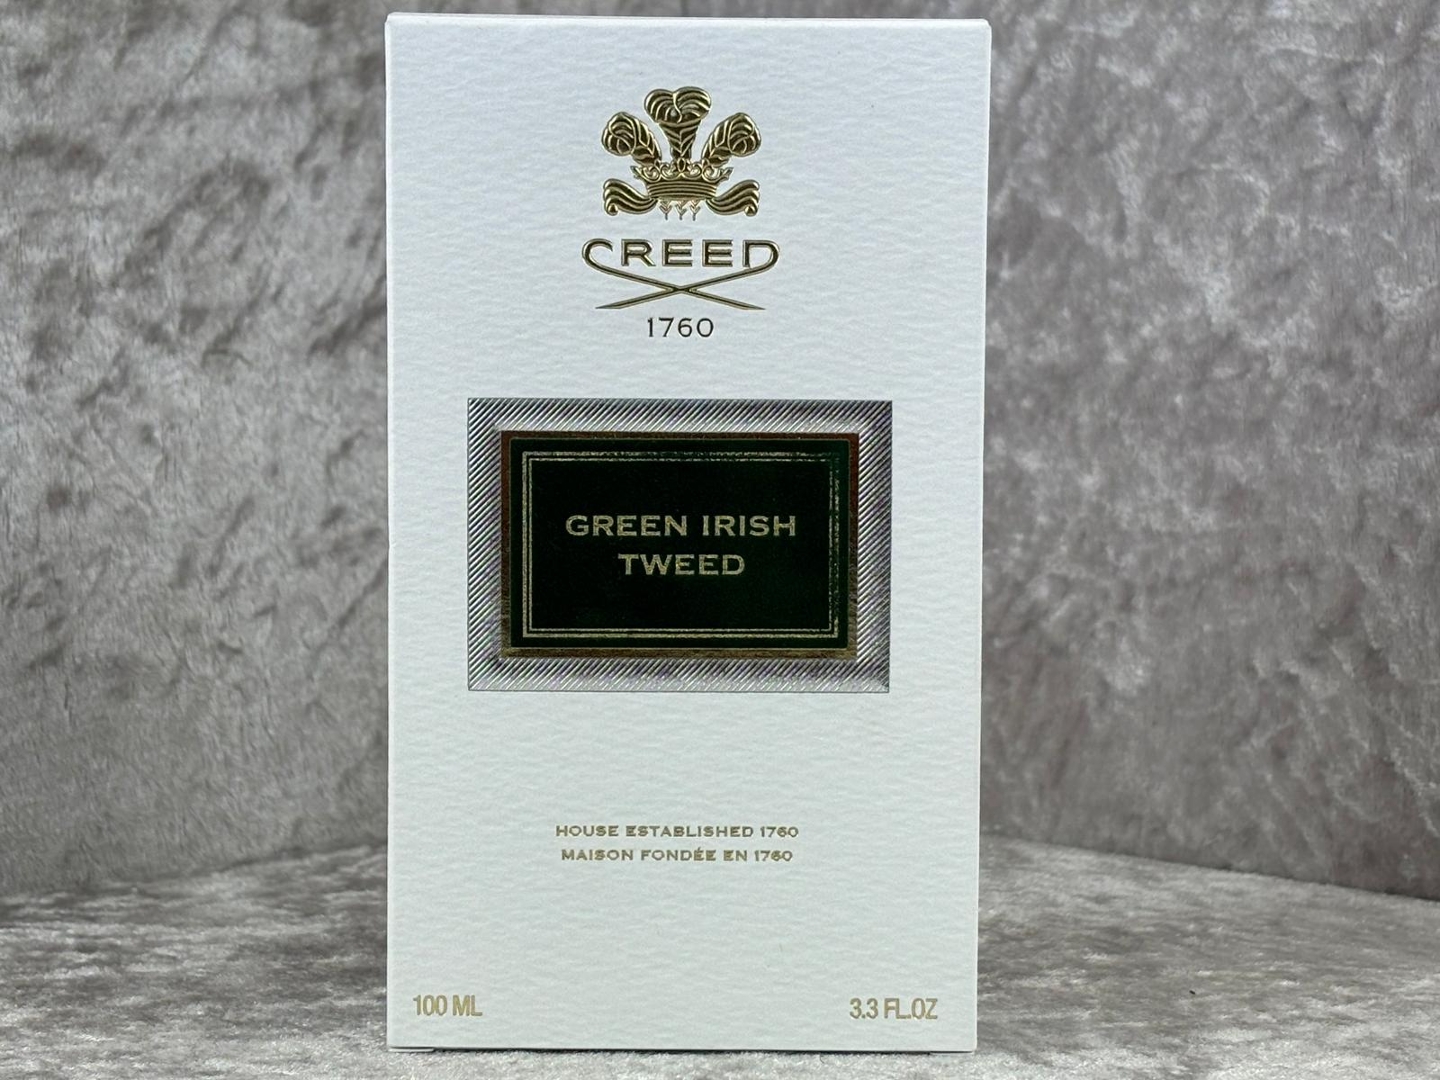 CREED
1760
GREEN IRISH
TWEED
HOUSE ESTABLISHED 1760
MAISON FONDÉE EN 1760
100 ML
3.3 FL.OZ